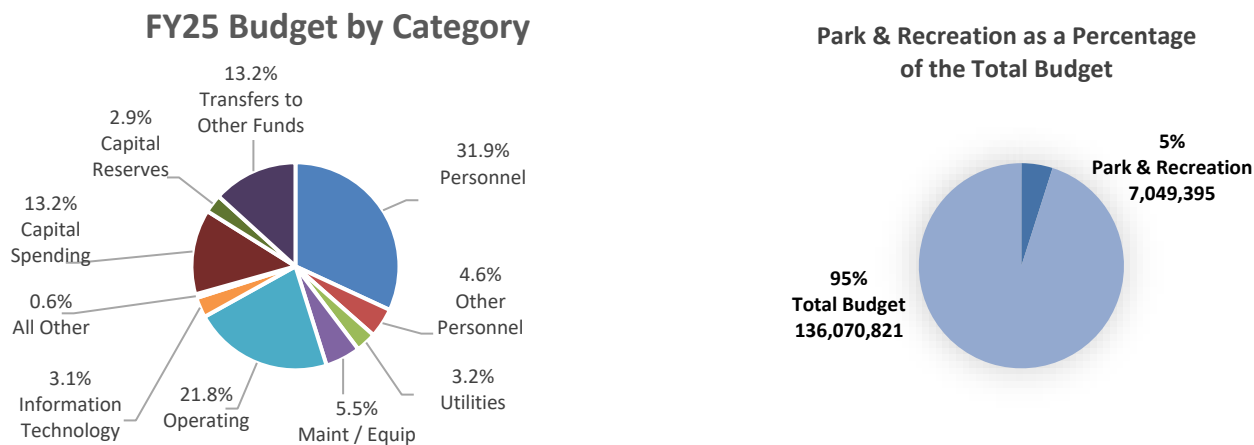 FY25 Budget by Category
13.2%
Transfers to
Other Funds
2.9%
Capital
Reserves
13.2%
Capital
Spending
0.6%
All Other
3.1%
Information
Technology
21.8%
Operating
5.5%
Maint / Equip
3.2%
Utilities
4.6%
Other
Personnel
31.9%
Personnel
Park & Recreation as a Percentage
of the Total Budget
5%
Park & Recreation
7,049,395
95%
Total Budget
136,070,821